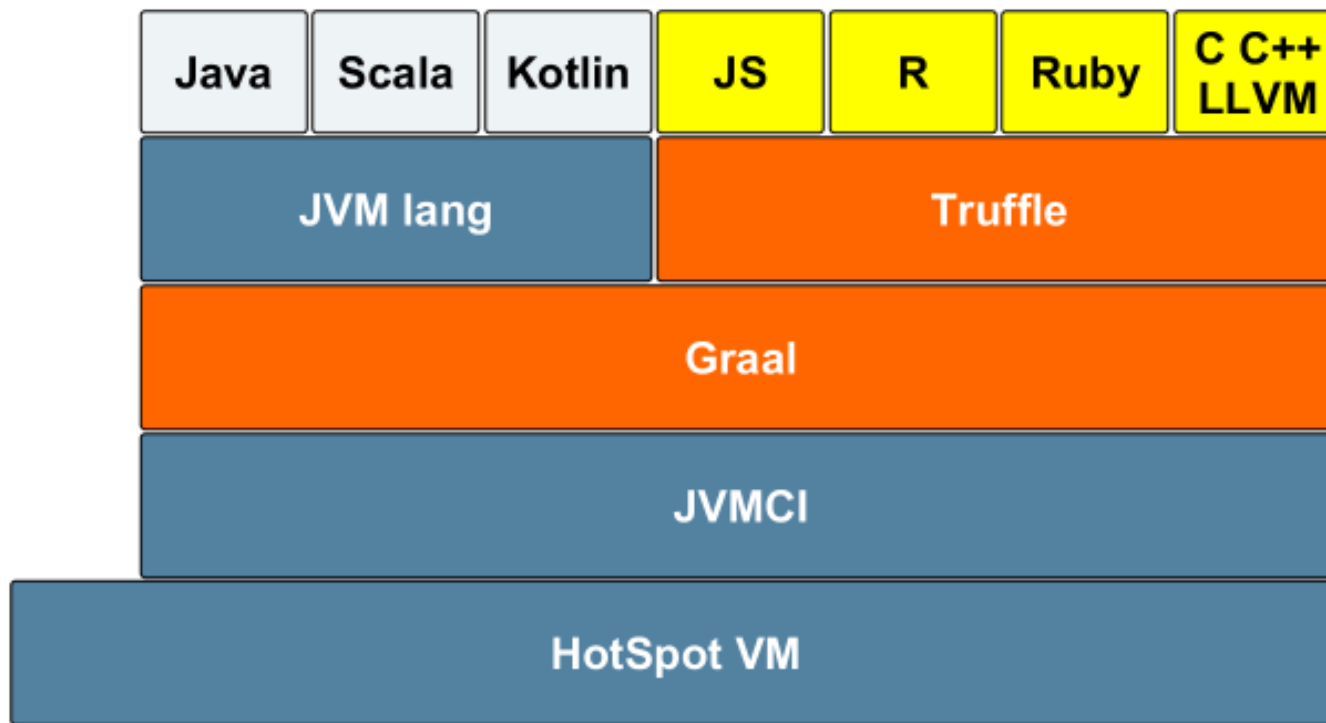 Java
Scala
Kotlin
JS
R
Ruby
C C++
LLVM
JVM lang
Truffle
Graal
JVMCI
HotSpot VM